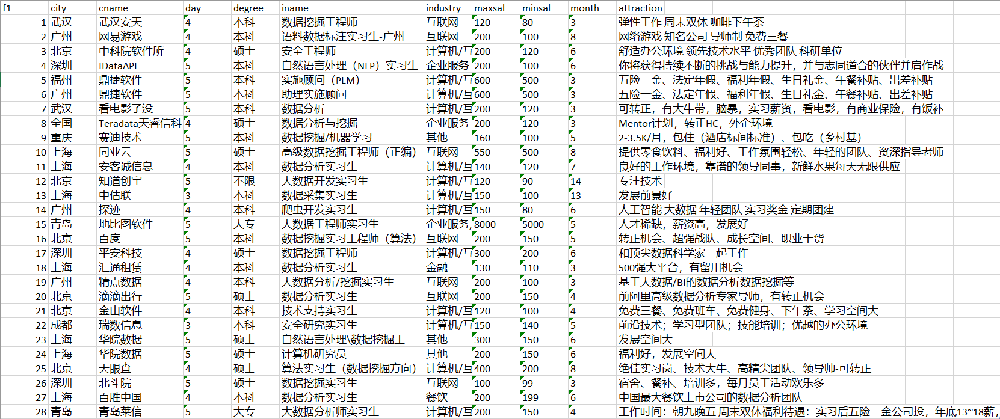 f1 city cname day degree iname industry maxsal minsal month attraction
1 武汉 武汉安天 4 本科 数据挖掘工程师 互联网 120 80 3 弹性工作 周末双休 咖啡下午茶
2 广州 网易游戏 4 本科 语料数据标注实习生-广州 互联网 200 100 8 网络游戏 知名公司 导师制 免费三餐
3 北京 中科院软件所 4 硕士 安全工程师 计算机/互 200 120 6 舒适办公环境 领先技术水平 优秀团队 科研单位
4 深圳 IDataAPI 5 本科 自然语言处理（NLP）实习生 企业服务 200 100 6 你将获得持续不断的挑战与能力提升，并与志同道合的伙伴并肩作战
5 福州 鼎捷软件 5 本科 实施顾问（PLM） 计算机/互 600 500 3 五险一金、法定年假、福利年假、生日礼金、午餐补贴、出差补贴
6 广州 鼎捷软件 5 本科 助理实施顾问 计算机/互 600 500 3 五险一金、法定年假、福利年假、生日礼金、午餐补贴、出差补贴
7 武汉 看电影了没 5 本科 数据分析 计算机/互 200 120 3 可转正，有大牛带，脑暴，实习薪资，看电影，有商业保险，有饭补
8 全国 Teradata天睿信科 4 硕士 数据分析与挖掘 企业服务 200 120 3 Mentor计划，转正HC，外企环境
9 重庆 赛迪技术 5 本科 数据挖掘/机器学习 其他 160 100 5 2-3.5K/月，包住（酒店标间标准）、包吃（乡村基）
10 上海 同业云 5 硕士 高级数据挖掘工程师（正编） 互联网 550 500 8 提供零食饮料、福利好、工作氛围轻松、年轻的团队、资深指导老师
11 上海 安客诚信息 4 本科 数据分析实习生 计算机/互 140 120 7 良好的工作环境，靠谱的领导同事，新鲜水果每天无限供应
12 北京 知道创宇 5 不限 大数据开发实习生 计算机/互 120 90 14 专注技术
13 上海 中估联 3 本科 数据采集实习生 计算机/互 150 100 13 发展前景好
14 广州 探迹 4 本科 爬虫开发实习生 计算机/互 150 80 6 人工智能 大数据 年轻团队 实习奖金 定期团建
15 青岛 地比图软件 5 大专 大数据工程师实习生 企业服务, 8000 5000 5 人才稀缺，薪资高，发展好
16 北京 百度 5 本科 数据挖掘实习工程师（算法） 互联网 200 150 5 转正机会、超强战队、成长空间、职业干货
17 深圳 平安科技 4 硕士 数据挖掘工程师 计算机/互 300 200 6 和顶尖数据科学家一起工作
18 上海 汇通租赁 4 本科 数据分析实习生 金融 130 110 3 500强大平台，有留用机会
19 广州 精点数据 4 本科 大数据分析/挖掘实习生 互联网 200 100 3 基于大数据/BI的数据分析数据挖掘等
20 北京 滴滴出行 5 硕士 数据分析实习生 互联网 200 150 4 前阿里高级数据分析专家导师，有转正机会
21 北京 金山软件 4 本科 技术支持实习生 计算机/互 120 100 4 免费三餐、免费班车、免费健身、下午茶、学习空间大
22 成都 瑞数信息 3 本科 安全研究实习生 计算机/互 150 140 5 前沿技术；学习型团队；技能培训；优越的办公环境
23 上海 华院数据 5 硕士 自然语言处理\数据挖掘工 其他 300 150 6 发展空间大
24 上海 华院数据 5 硕士 计算机研究员 其他 200 150 6 福利好，发展空间大
25 北京 天眼查 4 硕士 算法实习生（数据挖掘方向） 计算机/互 400 200 8 绝佳实习岗、技术大牛、高精尖团队、领导帅-可转正
26 深圳 北斗院 5 硕士 数据挖掘实习生 互联网 100 99 3 宿舍、餐补、培训多，每月员工活动欢乐多
27 上海 百胜中国 4 本科 数据分析实习生 餐饮 200 199 6 中国最大餐饮上市公司的数据分析团队
28 青岛 青岛莱信 5 大专 大数据分析师实习生 互联网 200 150 4 工作时间：朝九晚五 周末双休福利待遇：实习后五险一金公司投，年底13~18薪，